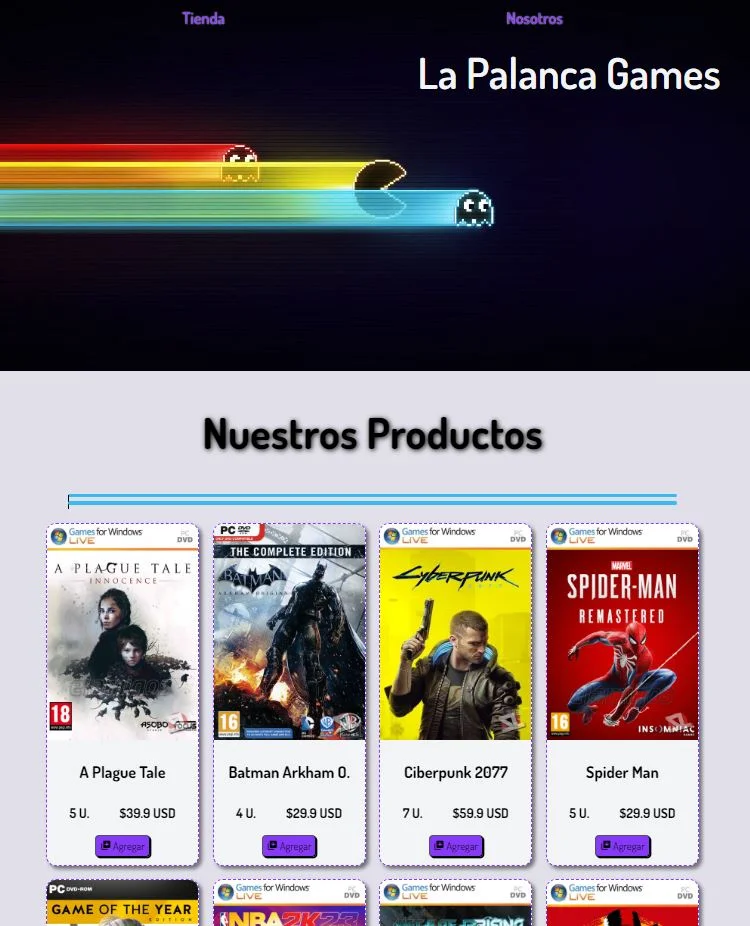 Tienda
Nosotros
La Palanca Games
Nuestros Productos
Games for Windows
LIVE
PC
DVD
A PLAGUE TALE
INNOCENCE
18
ASOBO
A Plague Tale
5 U.
$39.9 USD
Agregar
PC DVD
THE COMPLETE EDITION
BATMAN
ARKHAM ORIGINS
16
Batman Arkham O.
4 U.
$29.9 USD
Agregar
Games for Windows
LIVE
PC
DVD
Cyberpunk
Ciberpunk 2077
7 U.
$59.9 USD
Agregar
Games for Windows
LIVE
PC
DVD
MARVEL
SPIDER-MAN
REMASTERED
16
INSOMNIAC
Spider Man
5 U.
$29.9 USD
Agregar
PC DVD-ROM
GAME OF THE YEAR
EDITION
Games for Windows
LIVE
PC
DVD
NBA 2K23
Games for Windows
LIVE
PC
DVD
Games for Windows
LIVE
PC
DVD